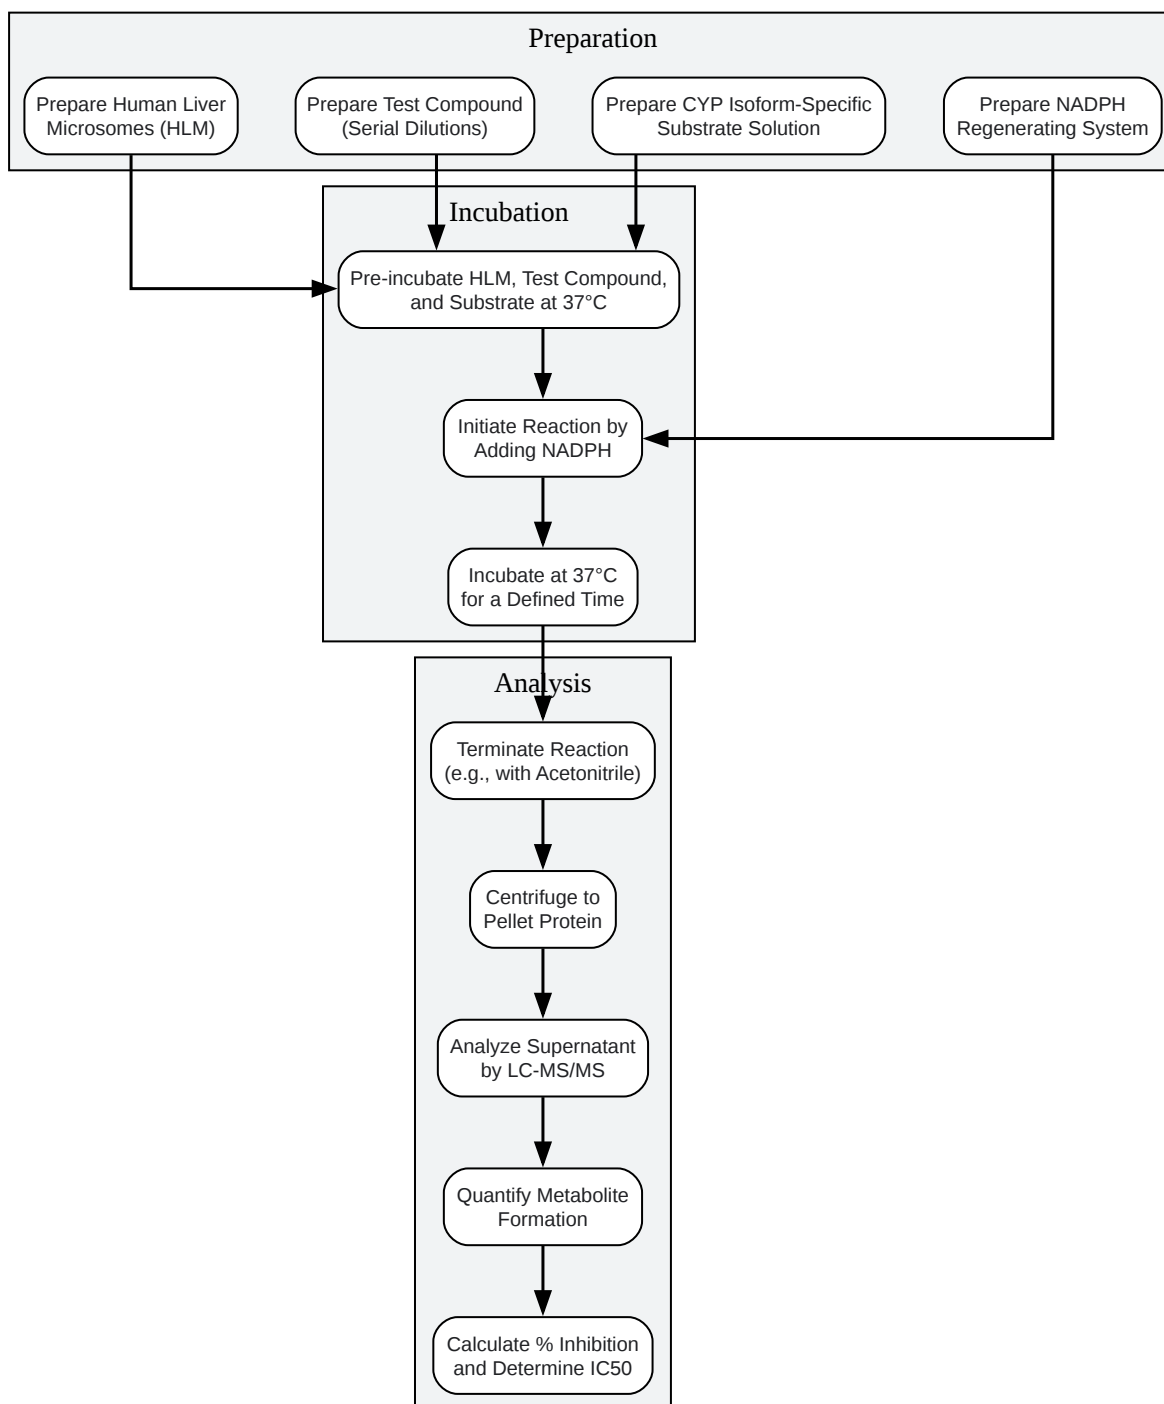 Preparation
Prepare Human Liver
Microsomes (HLM)
Prepare Test Compound
(Serial Dilutions)
Prepare CYP Isoform-Specific
Substrate Solution
Prepare NADPH
Regenerating System
Incubation
Pre-incubate HLM, Test Compound,
and Substrate at 37°C
Initiate Reaction by
Adding NADPH
Incubate at 37°C
for a Defined Time
Analysis
Terminate Reaction
(e.g., with Acetonitrile)
Centrifuge to
Pellet Protein
Analyze Supernatant
by LC-MS/MS
Quantify Metabolite
Formation
Calculate % Inhibition
and Determine IC50